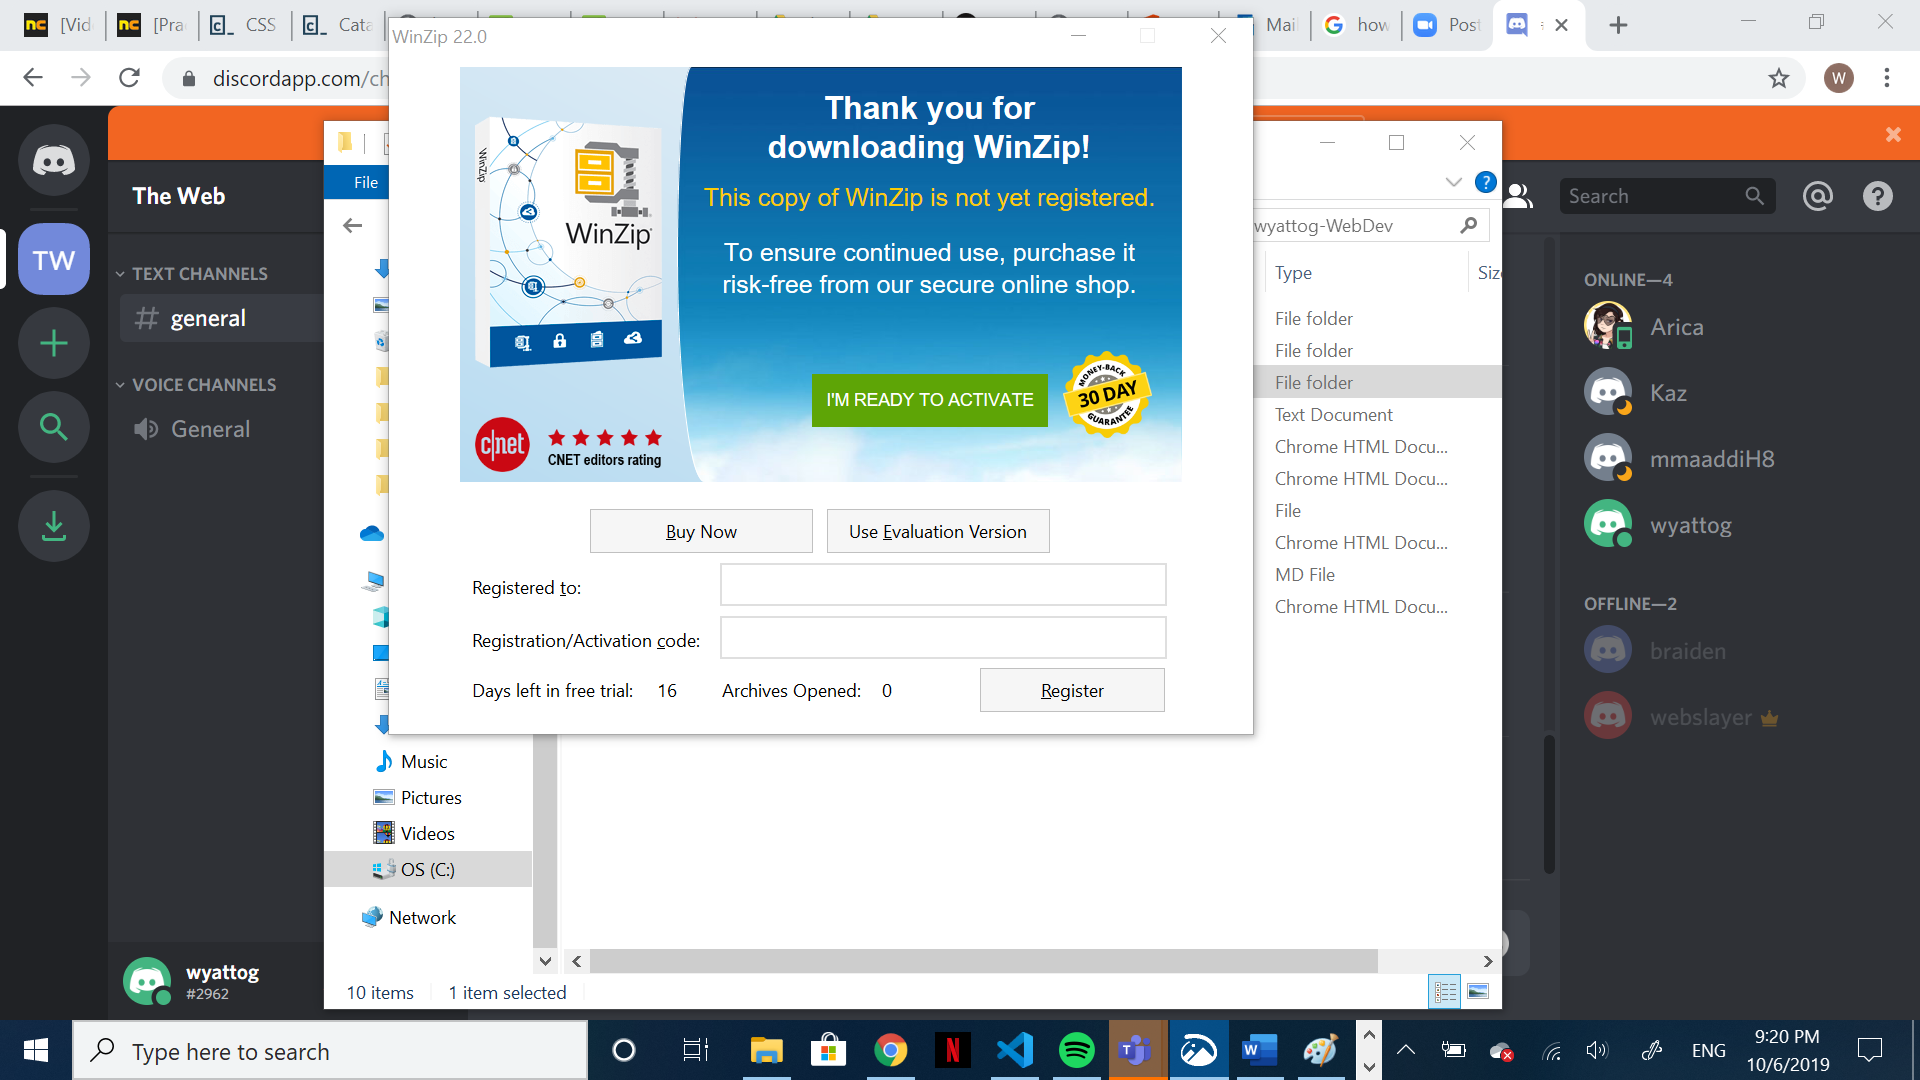 [Vid
[Pra
CSS
Cata
Mail
how
Post
discordapp.com/ch
W
WinZip 22.0
WinZip
WinZip
Thank you for
downloading WinZip!
This copy of WinZip is not yet registered.
To ensure continued use, purchase it
risk-free from our secure online shop.
I'M READY TO ACTIVATE
MONEY-BACK
30 DAY
GUARANTEE
c|net
CNET editors rating
Buy Now
Use Evaluation Version
Registered to:
Registration/Activation code:
Days left in free trial: 16
Archives Opened: 0
Register
The Web
TW
TEXT CHANNELS
general
VOICE CHANNELS
General
wyattog
#2962
File
Music
Pictures
Videos
OS (C:)
Network
10 items
1 item selected
wyattog-WebDev
Type
Size
File folder
File folder
File folder
Text Document
Chrome HTML Docu...
Chrome HTML Docu...
File
Chrome HTML Docu...
MD File
Chrome HTML Docu...
Search
ONLINE—4
Arica
Kaz
mmaaddiH8
wyattog
OFFLINE—2
braiden
webslayer
Type here to search
ENG
9:20 PM
10/6/2019